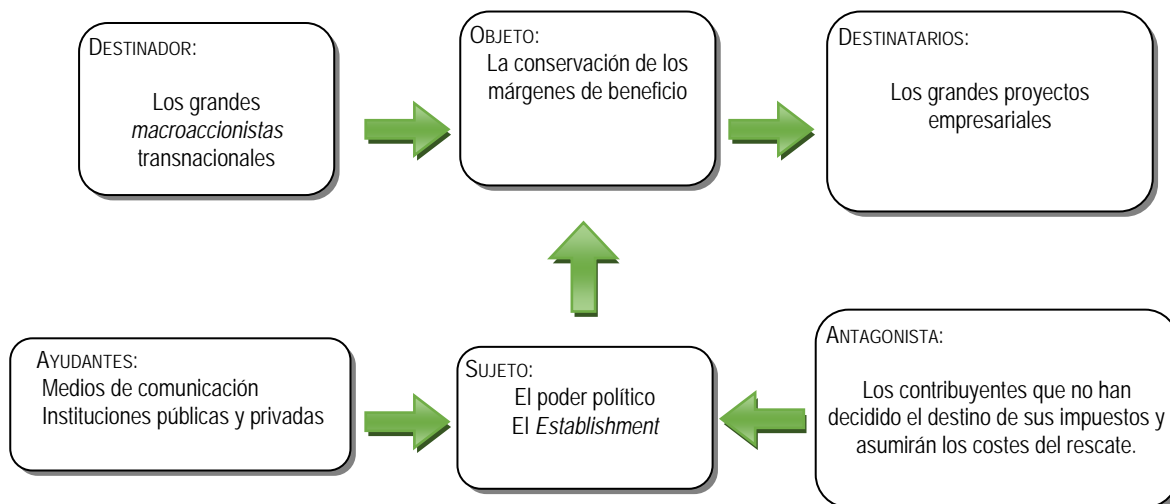 DESTINADOR:
Los grandes
macroaccionistas
transnacionales
OBJETO:
La conservación de los
márgenes de beneficio
DESTINATARIOS:
Los grandes proyectos
empresariales
AYUDANTES:
Medios de comunicación
Instituciones públicas y privadas
SUJETO:
El poder político
El Establishment
ANTAGONISTA:
Los contribuyentes que no han
decidido el destino de sus impuestos y
asumirán los costes del rescate.